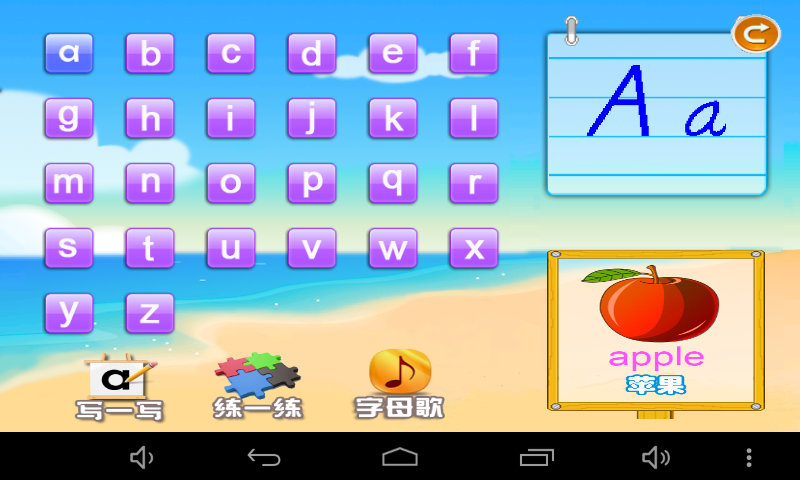 a b c d e f
g h i j k l
m n o p q r
s t u v w x
y z
A a
apple
苹果
a
写一写 练一练 字母歌